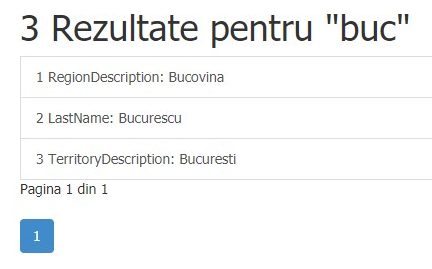 3 Rezultate pentru "buc"
1 RegionDescription: Bucovina
2 LastName: Bucurescu
3 TerritoryDescription: Bucuresti
Pagina 1 din 1
1